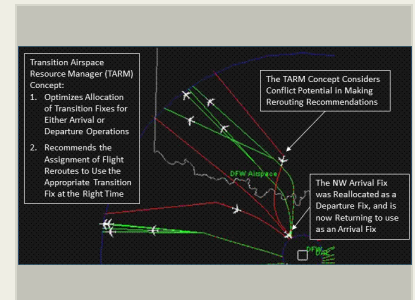 Transition Airspace
Resource Manager (TARM)
Concept:
1. Optimizes Allocation
of Transition Fixes for
Either Arrival or
Departure Operations
2. Recommends the
Assignment of Flight
Reroutes to Use the
Appropriate Transition
Fix at the Right Time
The TARM Concept Considers
Conflict Potential in Making
Rerouting Recommendations
DFW Airspace
The NW Arrival Fix
was Reallocated as a
Departure Fix, and is
now Returning to use
as an Arrival Fix